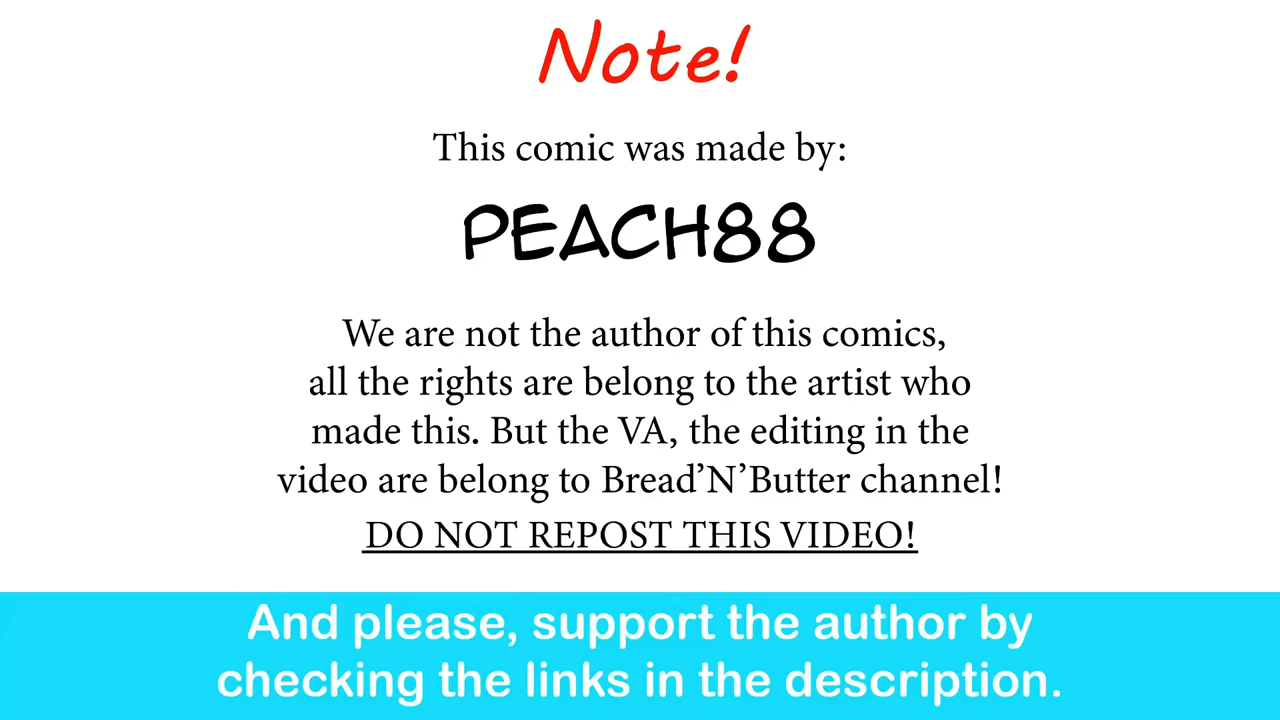 Note!
This comic was made by:
PEACH88
We are not the author of this comics,
all the rights are belong to the artist who
made this. But the VA, the editing in the
video are belong to Bread’N’Butter channel!
DO NOT REPOST THIS VIDEO!
And please, support the author by
checking the links in the description.